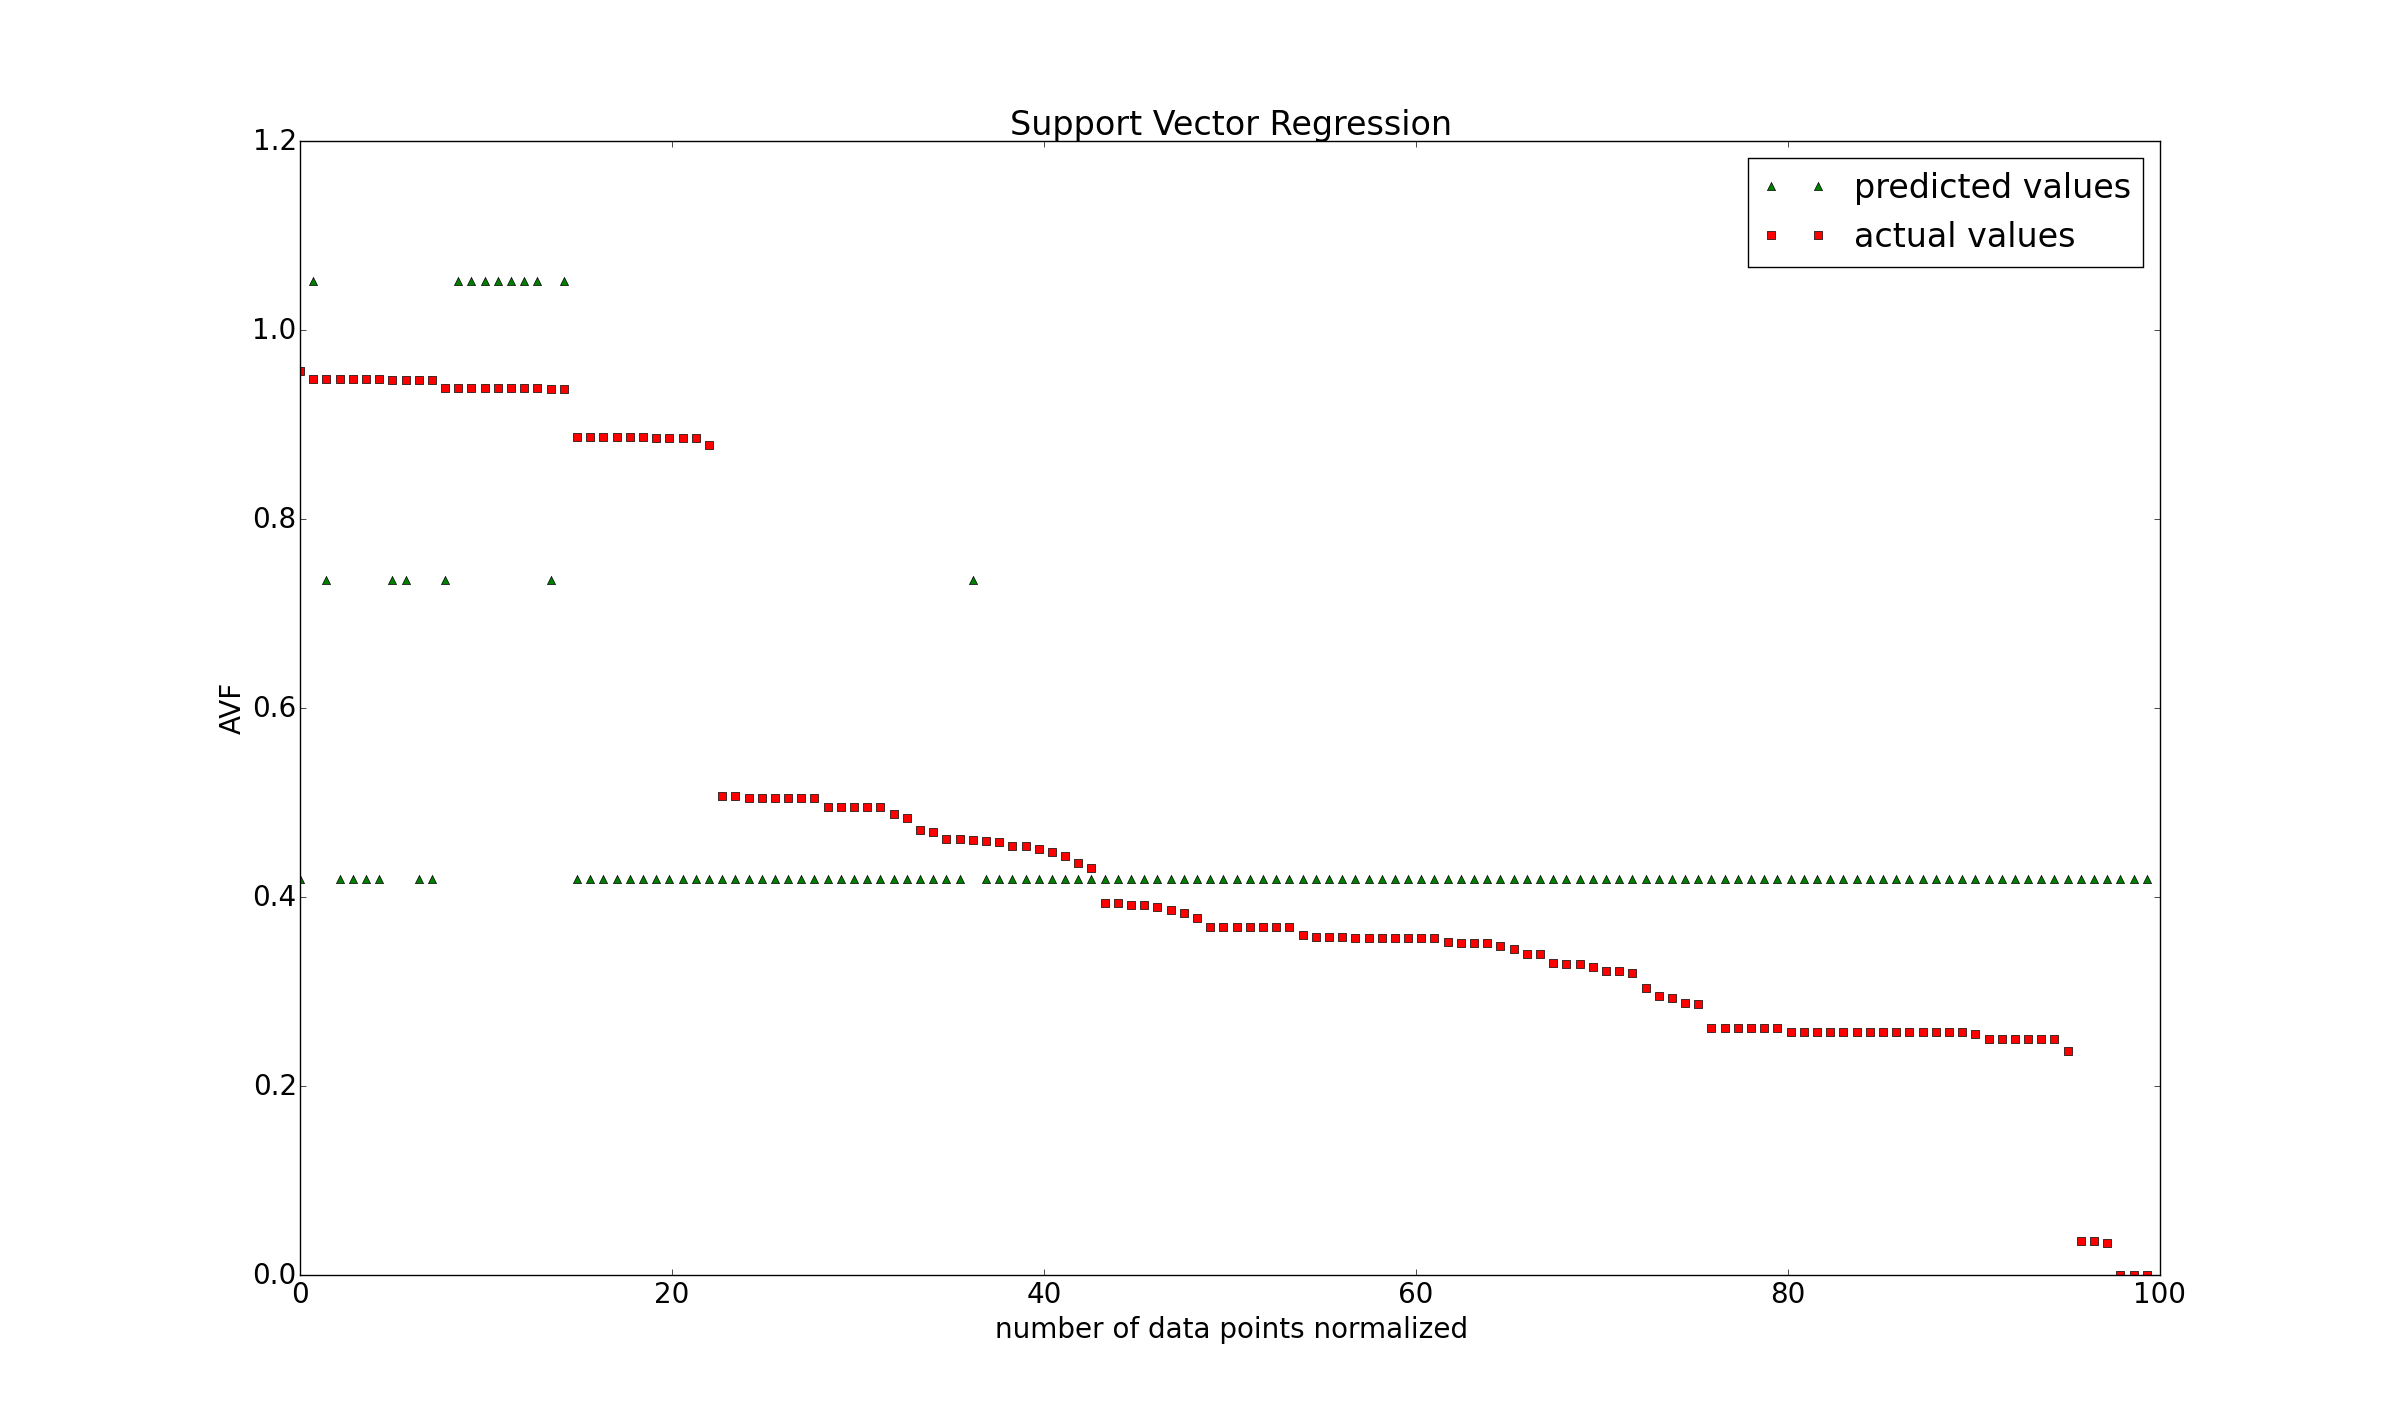 Support Vector Regression
1.2
1.0
0.8
0.6
0.4
0.2
0.0
AVF
predicted values
actual values
0 20 40 60 80 100
number of data points normalized